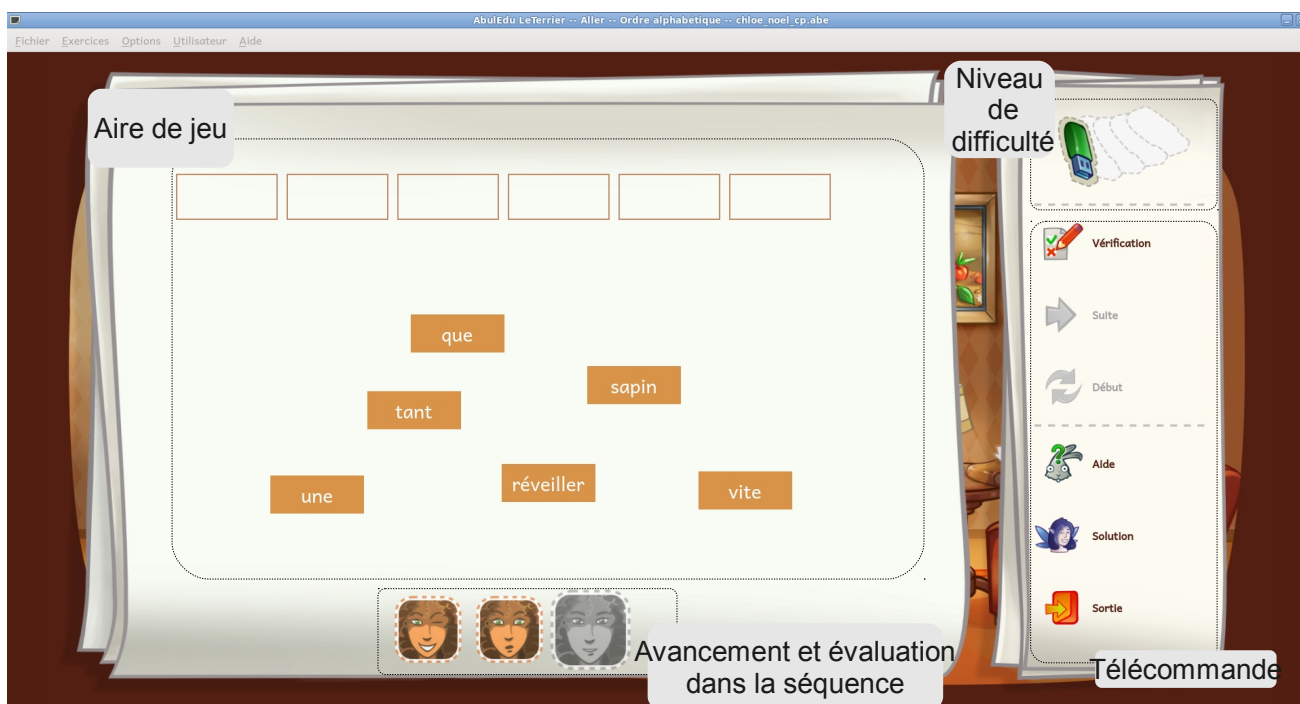 AbulEdu LeTerrier -- Aller -- Ordre alphabetique -- chloe_noel_cp.abe
Fichier Exercices Options Utilisateur Aide
Aire de jeu
Niveau
de
difficulté
Vérification
Suite
Début
Aide
Solution
Sortie
que
sapin
tant
réveiller
une
vite
Avancement et évaluation
dans la séquence
Télécommande